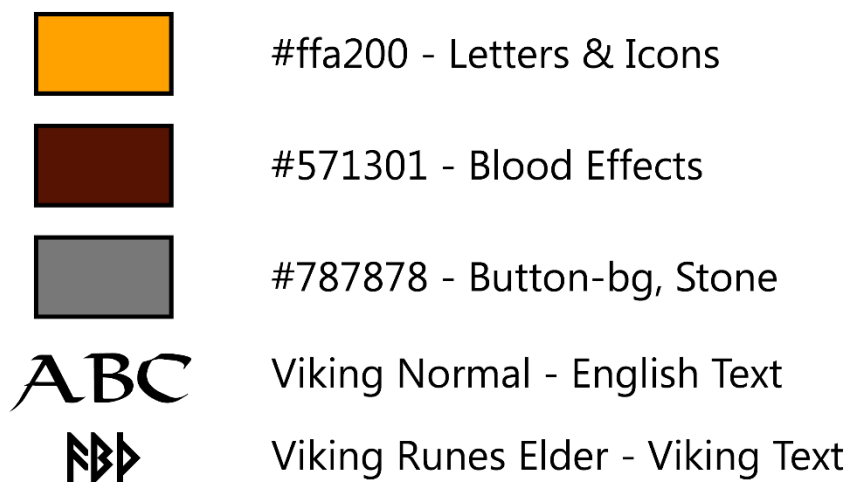 #ffa200 - Letters & Icons
#571301 - Blood Effects
#787878 - Button-bg, Stone
ABC Viking Normal - English Text
ᚨᛒᚦ Viking Runes Elder - Viking Text